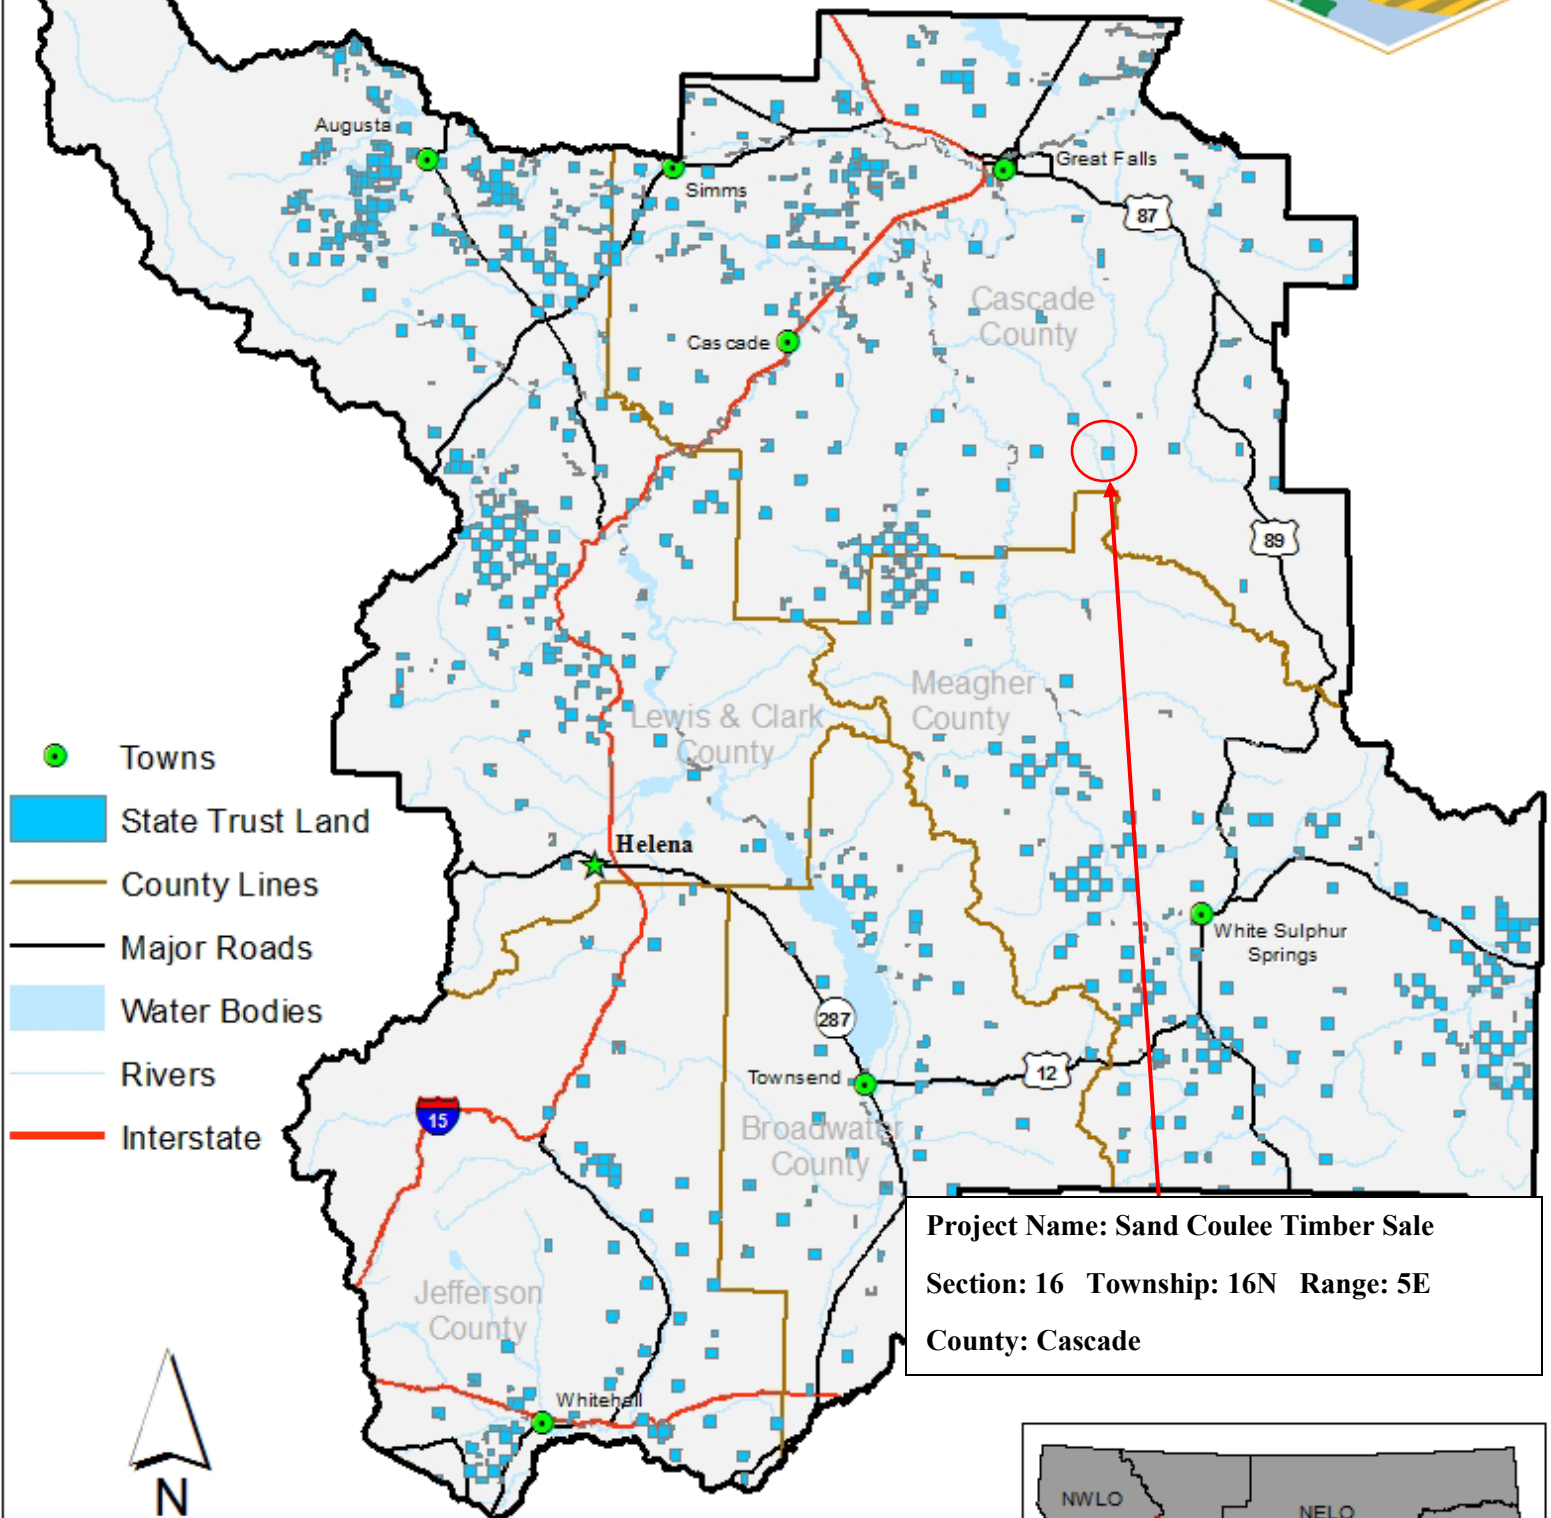 Augusta
Simms
Great Falls
87
Cascade
County
Cascade
89
Meagher
County
Lewis & Clark
County
Towns
State Trust Land
County Lines
Major Roads
Water Bodies
Rivers
Interstate
Helena
White Sulphur
Springs
287
12
Townsend
15
Broadwater
County
Jefferson
County
Whitehall
Project Name: Sand Coulee Timber Sale
Section: 16 Township: 16N Range: 5E
County: Cascade
N
NWLO
NELO